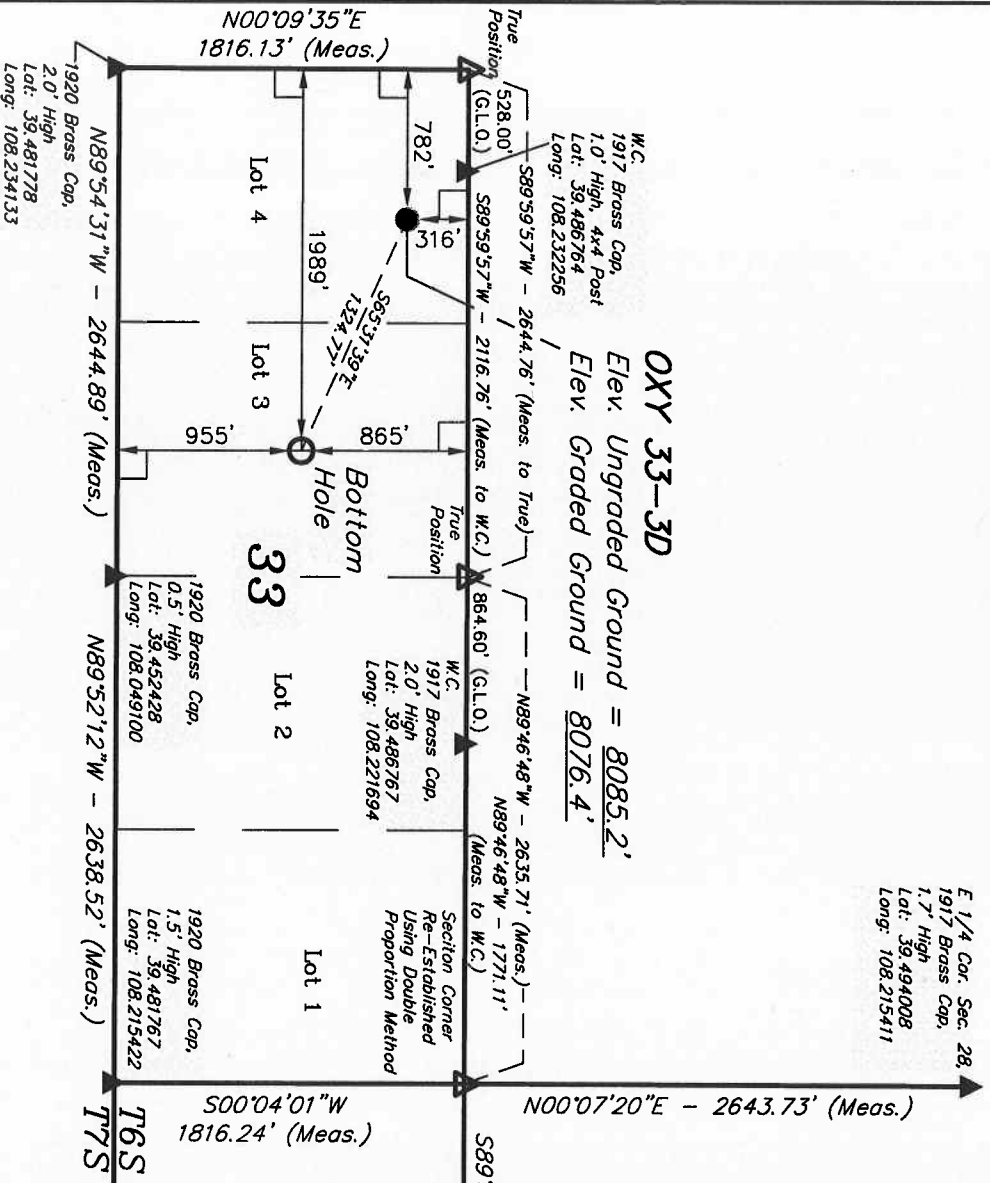 N00°09'35"E
1816.13' (Meas.)
True
Position
528.00'
(G.L.O.)
W.C.
1917 Brass Cap,
1.0' High, 4x4 Post
Lat: 39.486764
Long: 108.232256
S89°59'57"W - 2644.76' (Meas. to True)
S89°59'57"W - 2116.76' (Meas. to W.C.)
OXY 33-3D
Elev. Ungraded Ground = 8085.2'
Elev. Graded Ground = 8076.4'
E 1/4 Cor. Sec. 28,
1917 Brass Cap,
1.7' High
Lat: 39.494008
Long: 108.215411
N89°46'48"W - 2635.71' (Meas.)
N89°46'48"W - 1771.11'
(Meas. to W.C.)
True
Position
864.60' (G.L.O.)
W.C.
1917 Brass Cap,
2.0' High
Lat: 39.486767
Long: 108.221694
Seciton Corner
Re-Established
Using Double
Proportion Method
782'
316'
1989'
S65°31'39"E
1324.77'
865'
955'
Bottom
Hole
33
Lot 4
Lot 3
Lot 2
Lot 1
1920 Brass Cap,
2.0' High
Lat: 39.481778
Long: 108.234133
N89°54'31"W - 2644.89' (Meas.)
1920 Brass Cap,
0.5' High
Lat: 39.452428
Long: 108.049100
N89°52'12"W - 2638.52' (Meas.)
1920 Brass Cap,
1.5' High
Lat: 39.481767
Long: 108.215422
S00°04'01"W
1816.24' (Meas.)
N00°07'20"E - 2643.73' (Meas.)
S89°
T6S
T7S